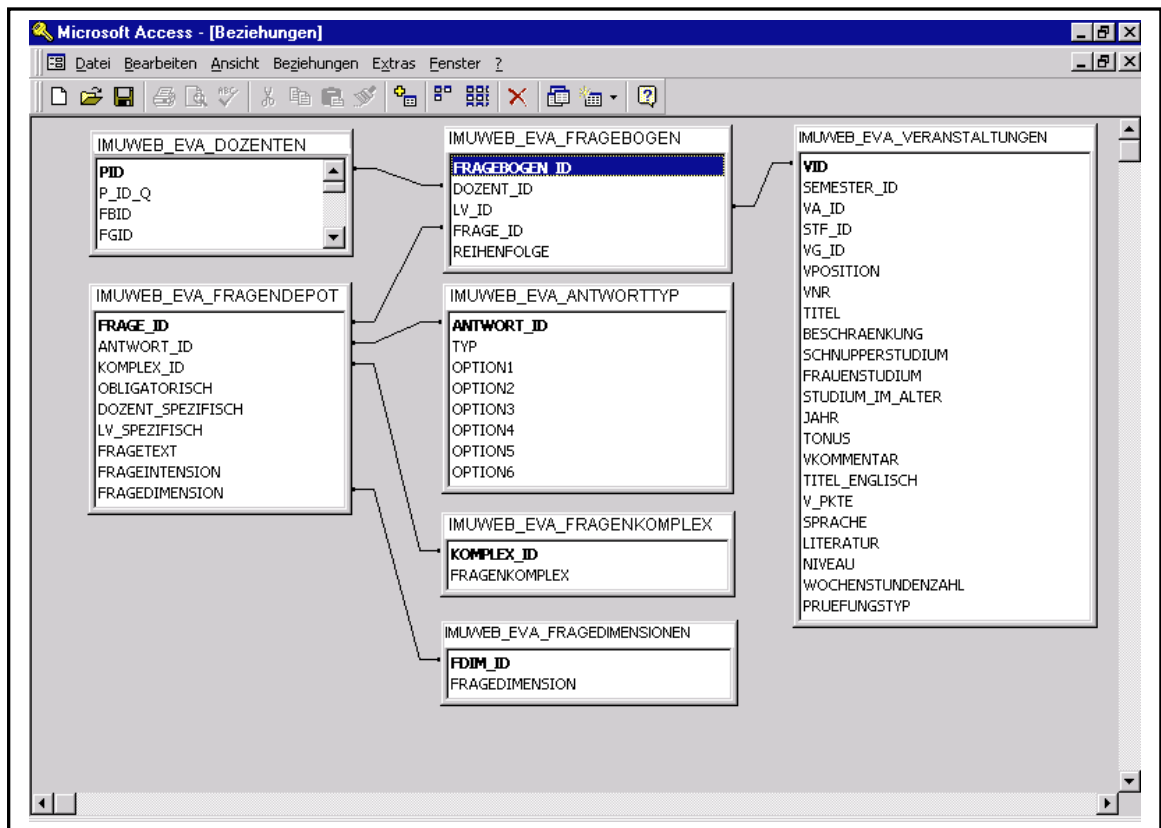 Microsoft Access - [Beziehungen]
Datei Bearbeiten Ansicht Beziehungen Extras Fenster ?
IMUWEB_EVA_DOZENTEN
PID
P_ID_Q
FBID
FGID
IMUWEB_EVA_FRAGEBOGEN
FRAGEBOGEN_ID
DOZENT_ID
LV_ID
FRAGE_ID
REIHENFOLGE
IMUWEB_EVA_VERANSTALTUNGEN
VID
SEMESTER_ID
VA_ID
STF_ID
VG_ID
VPOSITION
VNR
TITEL
BESCHRAENKUNG
SCHNUPPERSTUDIUM
FRAUENSTUDIUM
STUDIUM_IM_ALTER
JAHR
TONUS
VKOMMENTAR
TITEL_ENGLISCH
V_PKTE
SPRACHE
LITERATUR
NIVEAU
WOCHENSTUNDENZAHL
PRUEFUNGSTYP
IMUWEB_EVA_FRAGENDEPOT
FRAGE_ID
ANTWORT_ID
KOMPLEX_ID
OBLIGATORISCH
DOZENT_SPEZIFISCH
LV_SPEZIFISCH
FRAGETEXT
FRAGEINTENSION
FRAGEDIMENSION
IMUWEB_EVA_ANTWORTTYP
ANTWORT_ID
TYP
OPTION1
OPTION2
OPTION3
OPTION4
OPTION5
OPTION6
IMUWEB_EVA_FRAGENKOMPLEX
KOMPLEX_ID
FRAGENKOMPLEX
IMUWEB_EVA_FRAGEDIMENSIONEN
FDIM_ID
FRAGEDIMENSION